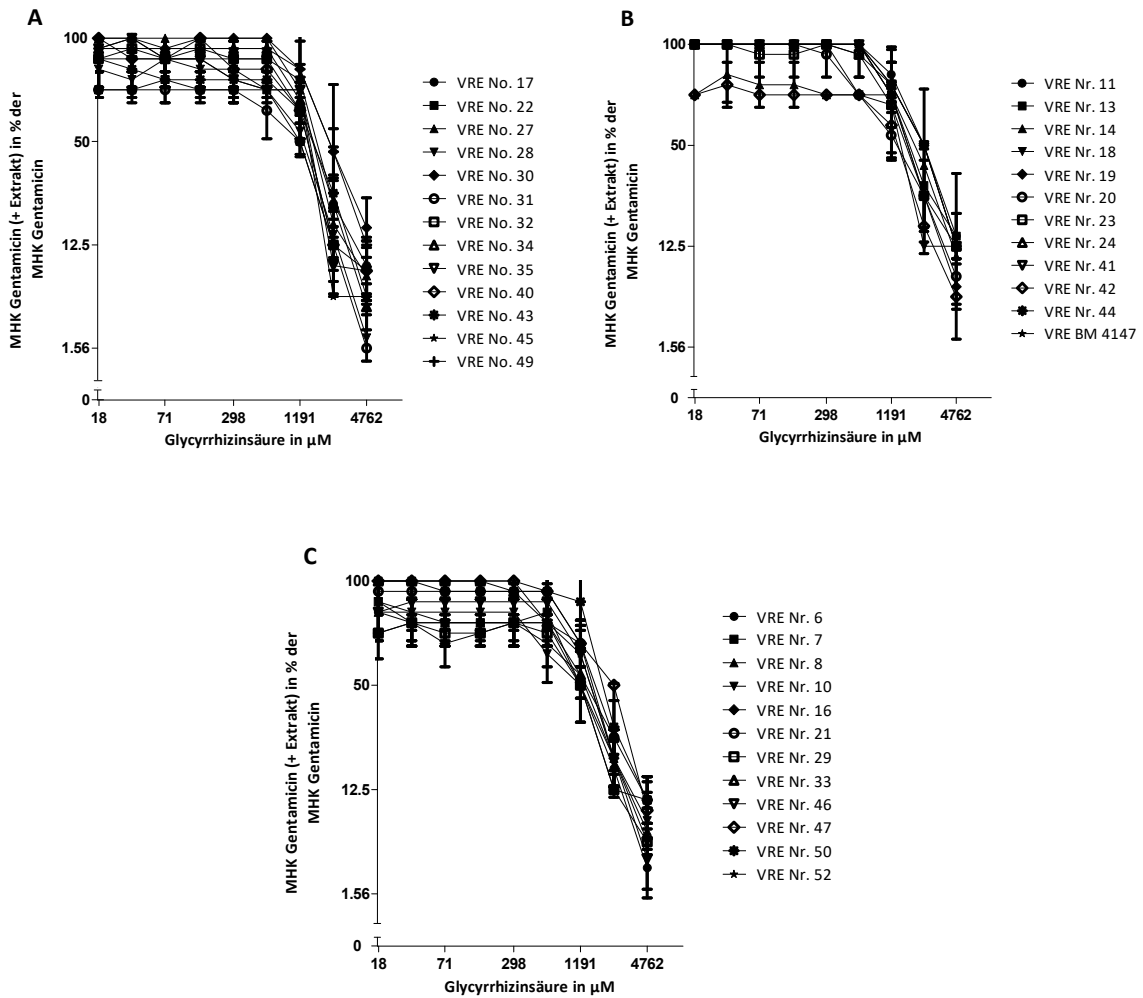 A
MHK Gentamicin (+ Extrakt) in % der
MHK Gentamicin
100
50
12.5
1.56
0
18 71 298 1191 4762
Glycyrrhizinsäure in µM
VRE No. 17
VRE No. 22
VRE No. 27
VRE No. 28
VRE No. 30
VRE No. 31
VRE No. 32
VRE No. 34
VRE No. 35
VRE No. 40
VRE No. 43
VRE No. 45
VRE No. 49
B
MHK Gentamicin (+ Extrakt) in % der
MHK Gentamicin
100
50
12.5
1.56
0
18 71 298 1191 4762
Glycyrrhizinsäure in µM
VRE Nr. 11
VRE Nr. 13
VRE Nr. 14
VRE Nr. 18
VRE Nr. 19
VRE Nr. 20
VRE Nr. 23
VRE Nr. 24
VRE Nr. 41
VRE Nr. 42
VRE Nr. 44
VRE BM 4147
C
MHK Gentamicin (+ Extrakt) in % der
MHK Gentamicin
100
50
12.5
1.56
0
18 71 298 1191 4762
Glycyrrhizinsäure in µM
VRE Nr. 6
VRE Nr. 7
VRE Nr. 8
VRE Nr. 10
VRE Nr. 16
VRE Nr. 21
VRE Nr. 29
VRE Nr. 33
VRE Nr. 46
VRE Nr. 47
VRE Nr. 50
VRE Nr. 52